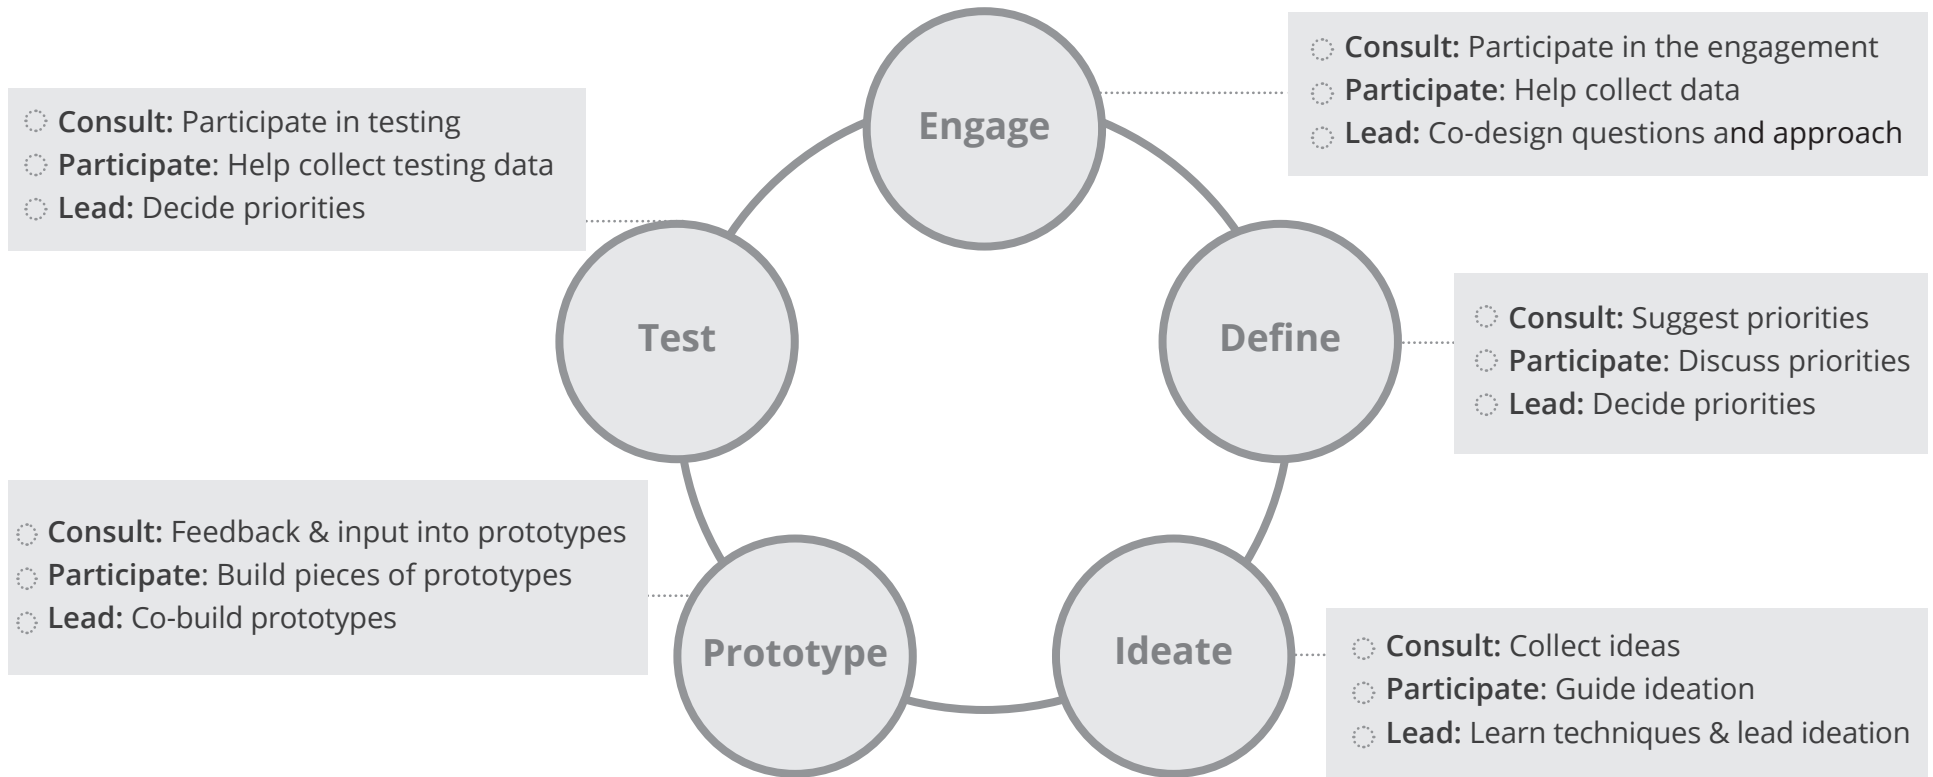 Engage
Consult: Participate in the engagement
Participate: Help collect data
Lead: Co-design questions and approach
Define
Consult: Suggest priorities
Participate: Discuss priorities
Lead: Decide priorities
Ideate
Consult: Collect ideas
Participate: Guide ideation
Lead: Learn techniques & lead ideation
Prototype
Consult: Feedback & input into prototypes
Participate: Build pieces of prototypes
Lead: Co-build prototypes
Test
Consult: Participate in testing
Participate: Help collect testing data
Lead: Decide priorities